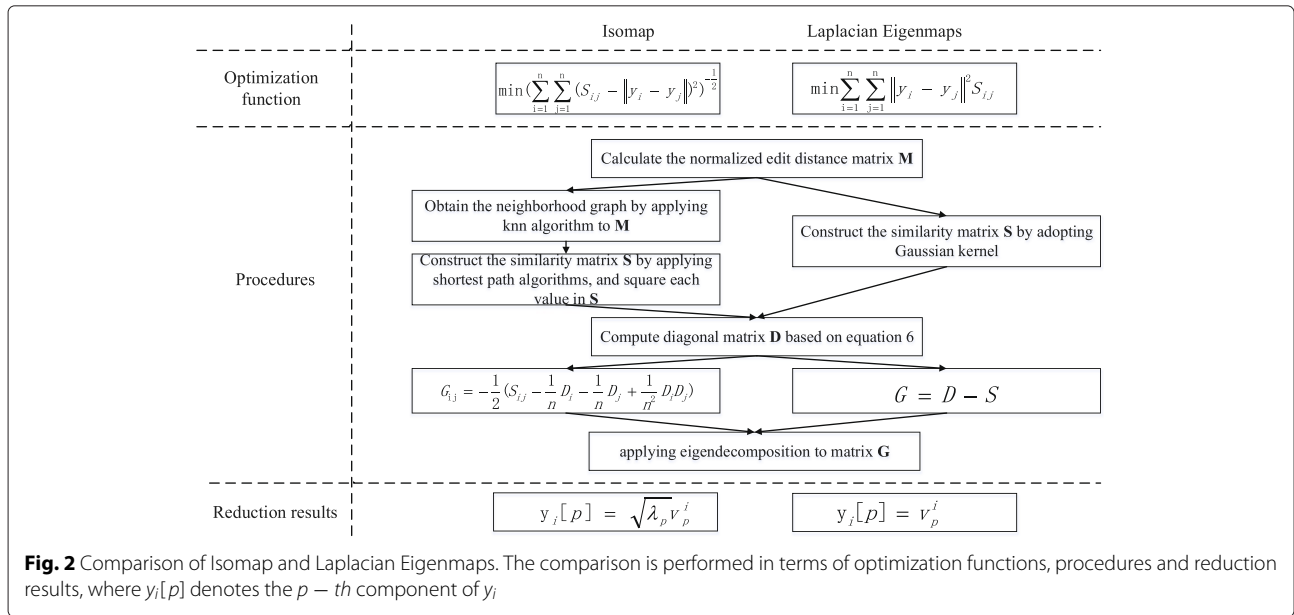 Isomap Laplacian Eigenmaps
Optimization
function
min(∑_{i=1}^{n} ∑_{j=1}^{n} (S_{ij} − ‖y_i − y_j‖)^2)^{-1/2}
min∑_{i=1}^{n} ∑_{j=1}^{n} ‖y_i − y_j‖^2 S_{ij}
Calculate the normalized edit distance matrix M
Obtain the neighborhood graph by applying
knn algorithm to M
Construct the similarity matrix S by adopting
Gaussian kernel
Procedures
Construct the similarity matrix S by applying
shortest path algorithms, and square each
value in S
Compute diagonal matrix D based on equation 6
G_{ij} = −1/2 (S_{ij} − 1/n D_i − 1/n D_j + 1/n^2 D_i D_j)
G = D − S
applying eigendecomposition to matrix G
Reduction results
y_i[p] = √λ_p v_p^i
y_i[p] = v_p^i
Fig. 2 Comparison of Isomap and Laplacian Eigenmaps. The comparison is performed in terms of optimization functions, procedures and reduction
results, where y_i[p] denotes the p − th component of y_i